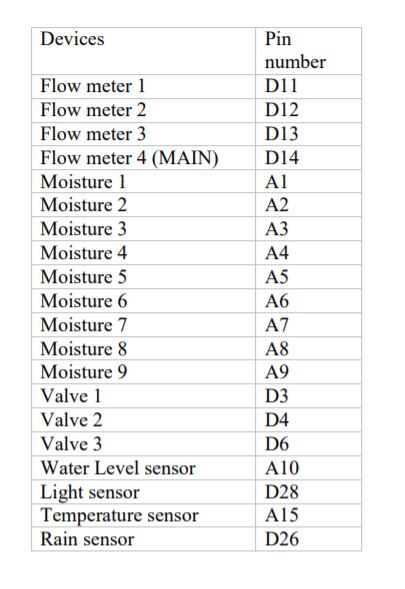 Devices Pin
number
Flow meter 1 D11
Flow meter 2 D12
Flow meter 3 D13
Flow meter 4 (MAIN) D14
Moisture 1 A1
Moisture 2 A2
Moisture 3 A3
Moisture 4 A4
Moisture 5 A5
Moisture 6 A6
Moisture 7 A7
Moisture 8 A8
Moisture 9 A9
Valve 1 D3
Valve 2 D4
Valve 3 D6
Water Level sensor A10
Light sensor D28
Temperature sensor A15
Rain sensor D26